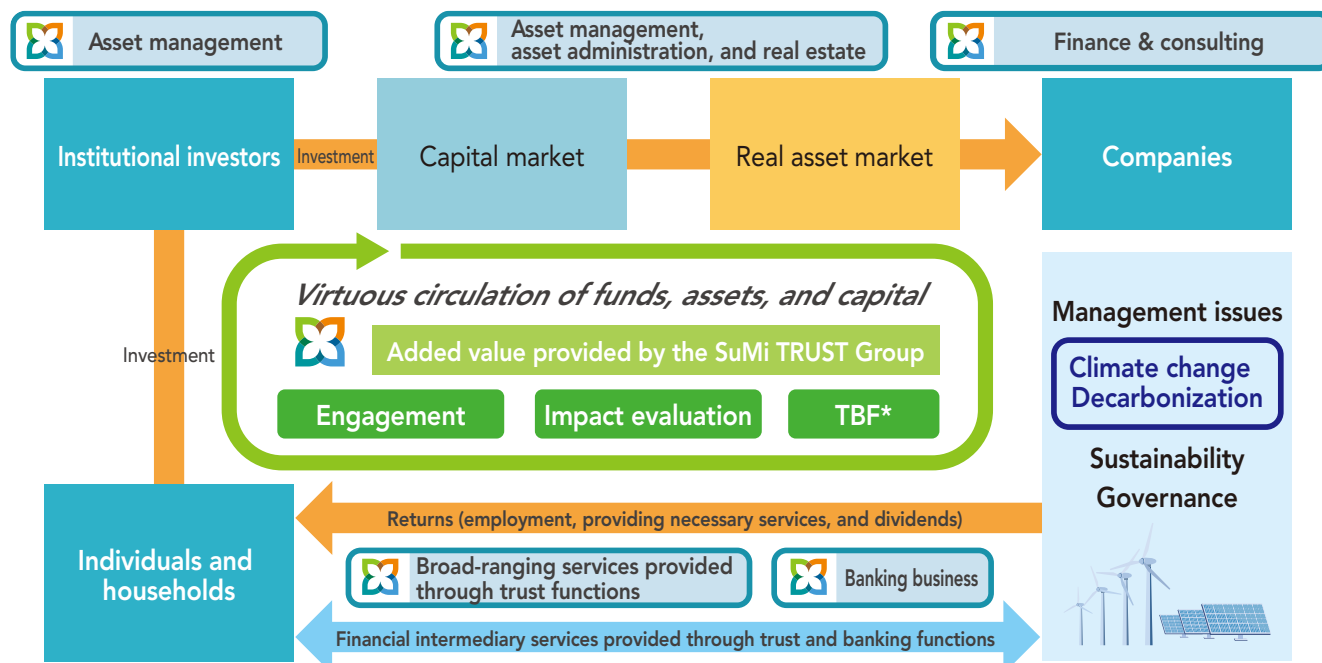 Asset management
Asset management,
asset administration, and real estate
Finance & consulting
Institutional investors
Investment
Capital market
Real asset market
Companies
Virtuous circulation of funds, assets, and capital
Added value provided by the SuMi TRUST Group
Engagement
Impact evaluation
TBF*
Investment
Management issues
Climate change
Decarbonization
Sustainability
Governance
Individuals and
households
Returns (employment, providing necessary services, and dividends)
Broad-ranging services provided
through trust functions
Banking business
Financial intermediary services provided through trust and banking functions